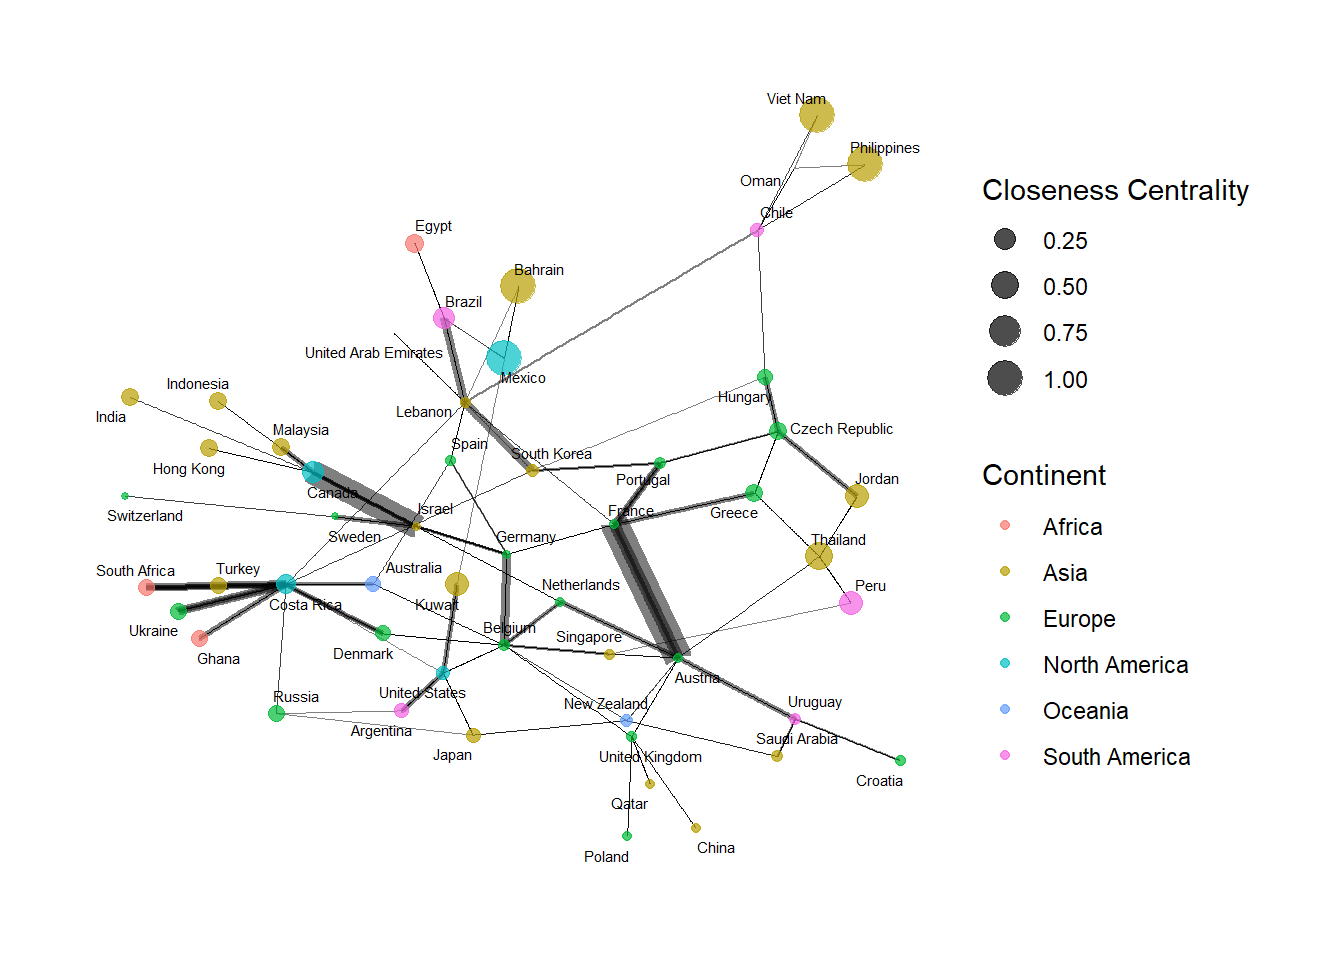 Viet Nam
Philippines
Oman
Chile
Closeness Centrality
0.25
0.50
0.75
1.00
Egypt
Bahrain
Brazil
United Arab Emirates
Mexico
Indonesia
India
Lebanon
Hungary
Malaysia
Spain
South Korea
Czech Republic
Hong Kong
Canada
Portugal
Jordan
Continent
Africa
Asia
Europe
North America
Oceania
South America
Switzerland
Israel
France
Greece
Sweden
Germany
Thailand
South Africa
Turkey
Australia
Kuwait
Netherlands
Peru
Costa Rica
Ukraine
Belgium
Singapore
Ghana
Denmark
Austria
Russia
United States
New Zealand
Uruguay
Argentina
Japan
United Kingdom
Saudi Arabia
Croatia
Qatar
Poland
China